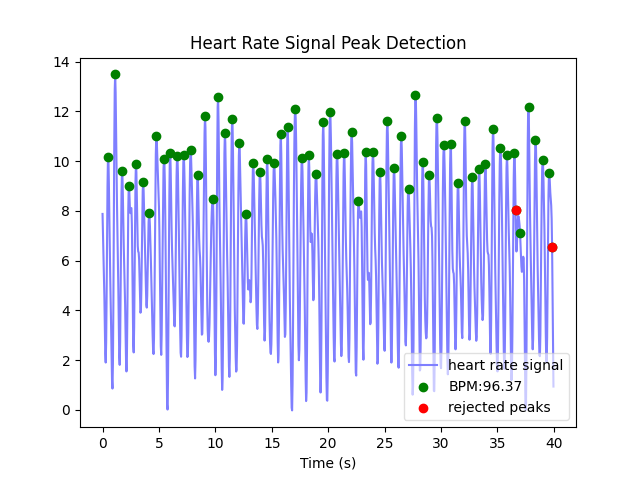 Heart Rate Signal Peak Detection
14
12
10
8
6
4
2
0
heart rate signal
BPM:96.37
rejected peaks
0 5 10 15 20 25 30 35 40
Time (s)